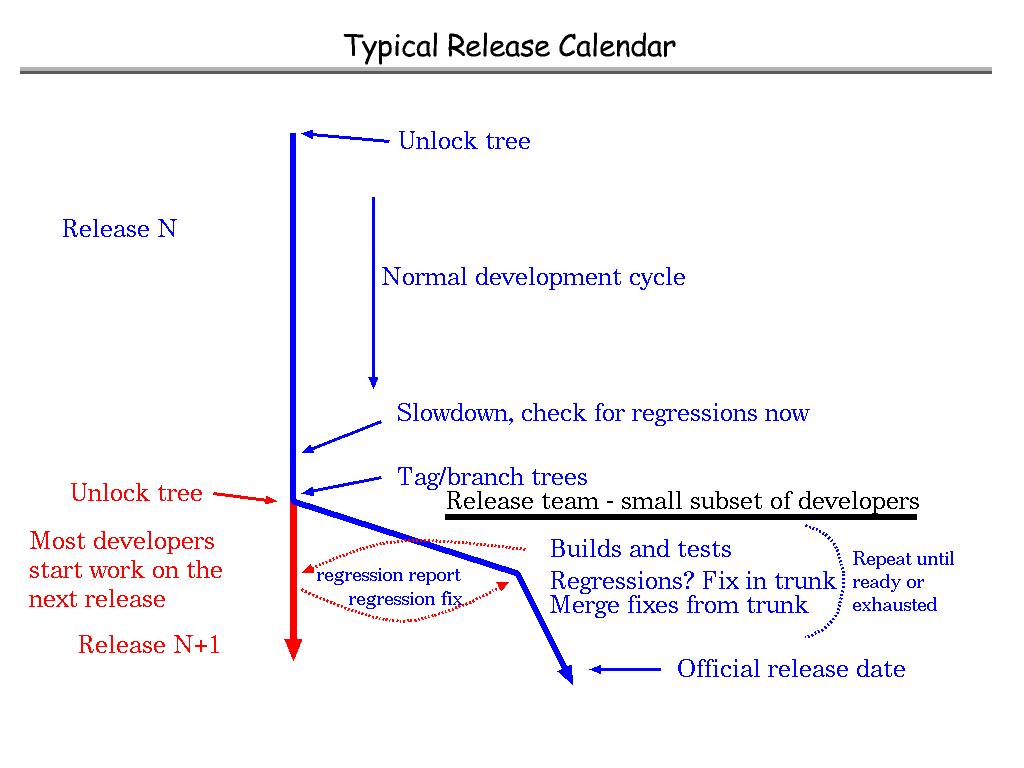 Typical Release Calendar
Unlock tree
Release N
Normal development cycle
Slowdown, check for regressions now
Tag/branch trees
Unlock tree
Release team - small subset of developers
Most developers
start work on the
next release
Builds and tests
Regressions? Fix in trunk
Merge fixes from trunk
Repeat until
ready or
exhausted
regression report
regression fix
Release N+1
Official release date